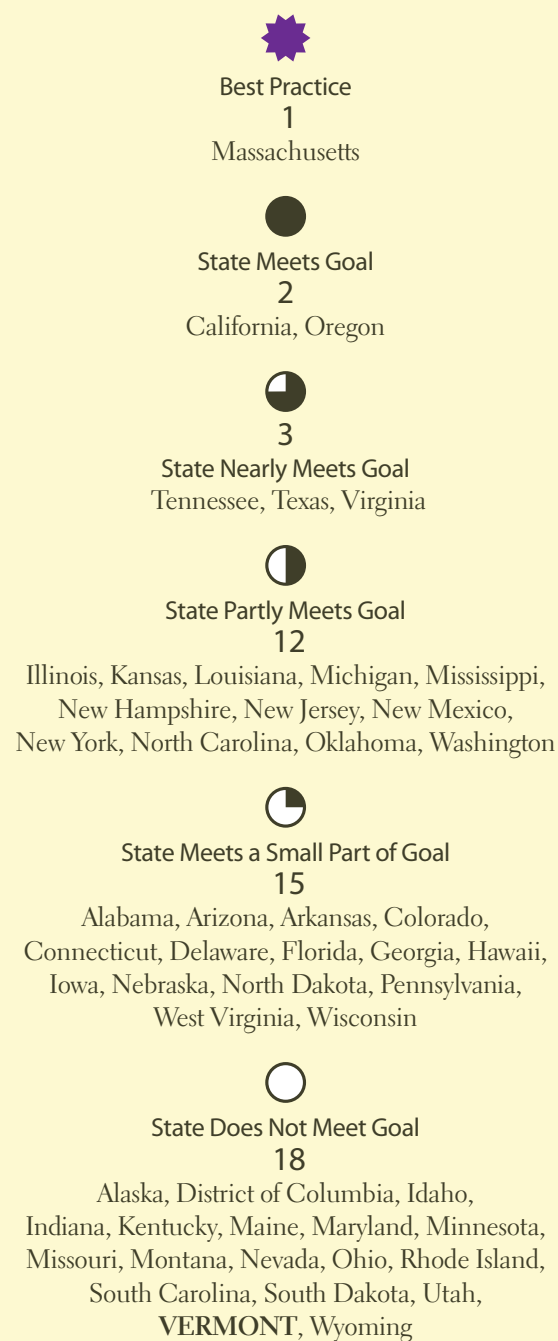 Best Practice
1
Massachusetts
State Meets Goal
2
California, Oregon
3
State Nearly Meets Goal
Tennessee, Texas, Virginia
State Partly Meets Goal
12
Illinois, Kansas, Louisiana, Michigan, Mississippi,
New Hampshire, New Jersey, New Mexico,
New York, North Carolina, Oklahoma, Washington
State Meets a Small Part of Goal
15
Alabama, Arizona, Arkansas, Colorado,
Connecticut, Delaware, Florida, Georgia, Hawaii,
Iowa, Nebraska, North Dakota, Pennsylvania,
West Virginia, Wisconsin
State Does Not Meet Goal
18
Alaska, District of Columbia, Idaho,
Indiana, Kentucky, Maine, Maryland, Minnesota,
Missouri, Montana, Nevada, Ohio, Rhode Island,
South Carolina, South Dakota, Utah,
VERMONT, Wyoming